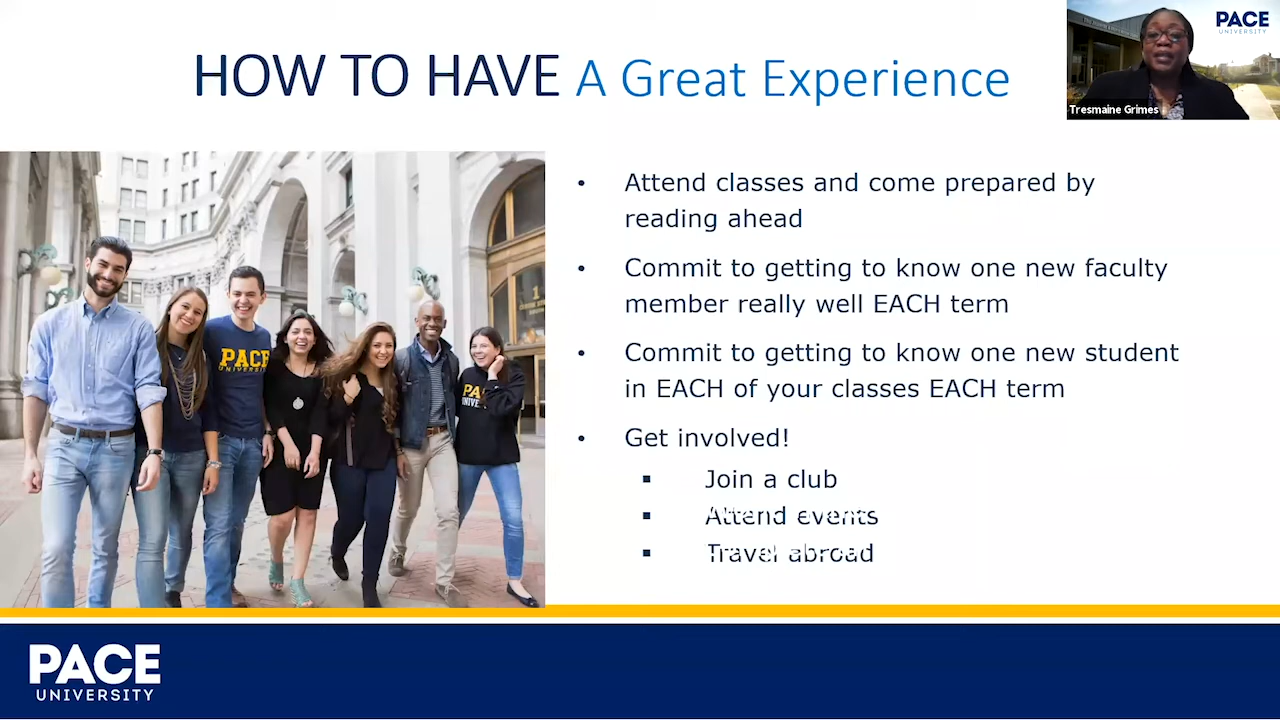 HOW TO HAVE A Great Experience
PACE
UNIVERSITY
Tresmaine Grimes
• Attend classes and come prepared by
reading ahead
• Commit to getting to know one new faculty
member really well EACH term
• Commit to getting to know one new student
in EACH of your classes EACH term
• Get involved!
▪ Join a club
▪ Attend events
▪ Travel abroad
PACE
UNIVERSITY
1
PACE
UNIVERSITY